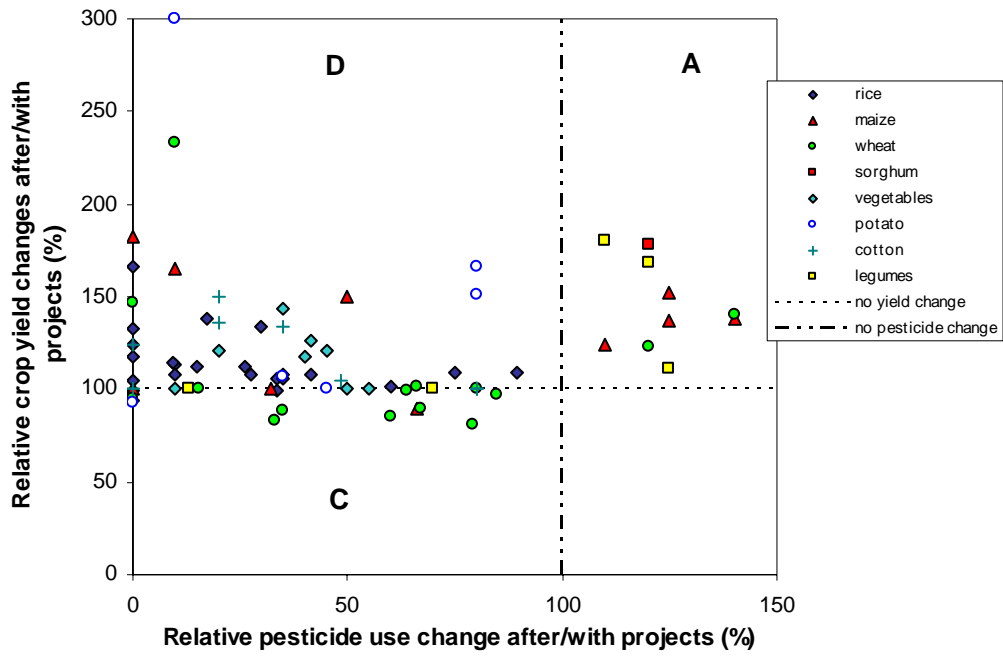 Relative crop yield changes after/with
projects (%)
300
250
200
150
100
50
0
D
A
C
rice
maize
wheat
sorghum
vegetables
potato
cotton
legumes
no yield change
no pesticide change
0
50
100
150
Relative pesticide use change after/with projects (%)